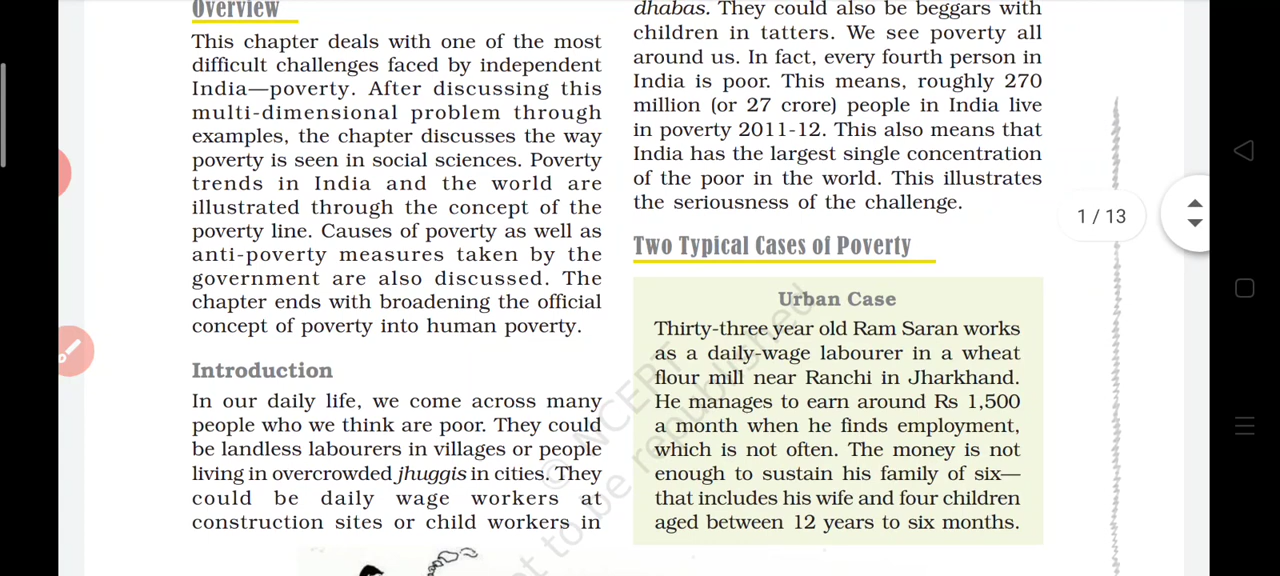 Overview
This chapter deals with one of the most
difficult challenges faced by independent
India—poverty. After discussing this
multi-dimensional problem through
examples, the chapter discusses the way
poverty is seen in social sciences. Poverty
trends in India and the world are
illustrated through the concept of the
poverty line. Causes of poverty as well as
anti-poverty measures taken by the
government are also discussed. The
chapter ends with broadening the official
concept of poverty into human poverty.
Introduction
In our daily life, we come across many
people who we think are poor. They could
be landless labourers in villages or people
living in overcrowded jhuggis in cities. They
could be daily wage workers at
construction sites or child workers in
dhabas. They could also be beggars with
children in tatters. We see poverty all
around us. In fact, every fourth person in
India is poor. This means, roughly 270
million (or 27 crore) people in India live
in poverty 2011-12. This also means that
India has the largest single concentration
of the poor in the world. This illustrates
the seriousness of the challenge.
Two Typical Cases of Poverty
Urban Case
Thirty-three year old Ram Saran works
as a daily-wage labourer in a wheat
flour mill near Ranchi in Jharkhand.
He manages to earn around Rs 1,500
a month when he finds employment,
which is not often. The money is not
enough to sustain his family of six—
that includes his wife and four children
aged between 12 years to six months.
© NCERT
not to be republished
1 / 13